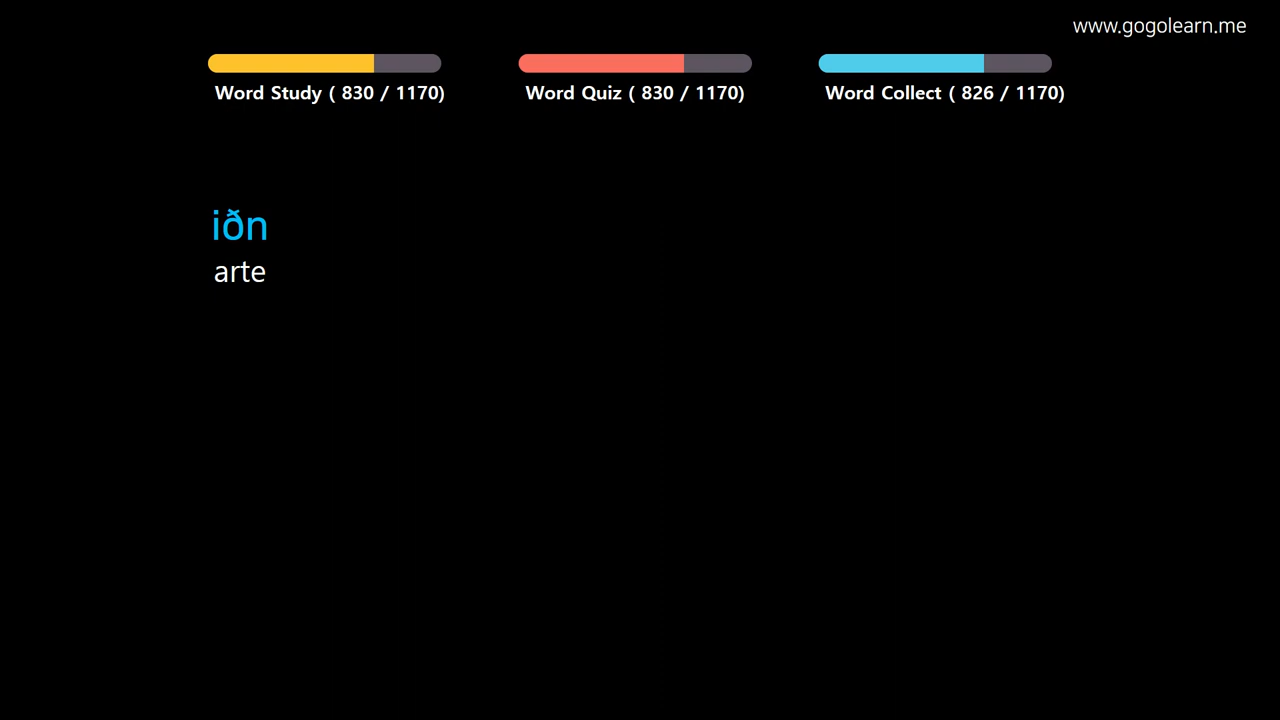 www.gogolearn.me
Word Study ( 830 / 1170)
Word Quiz ( 830 / 1170)
Word Collect ( 826 / 1170)
iðn
arte